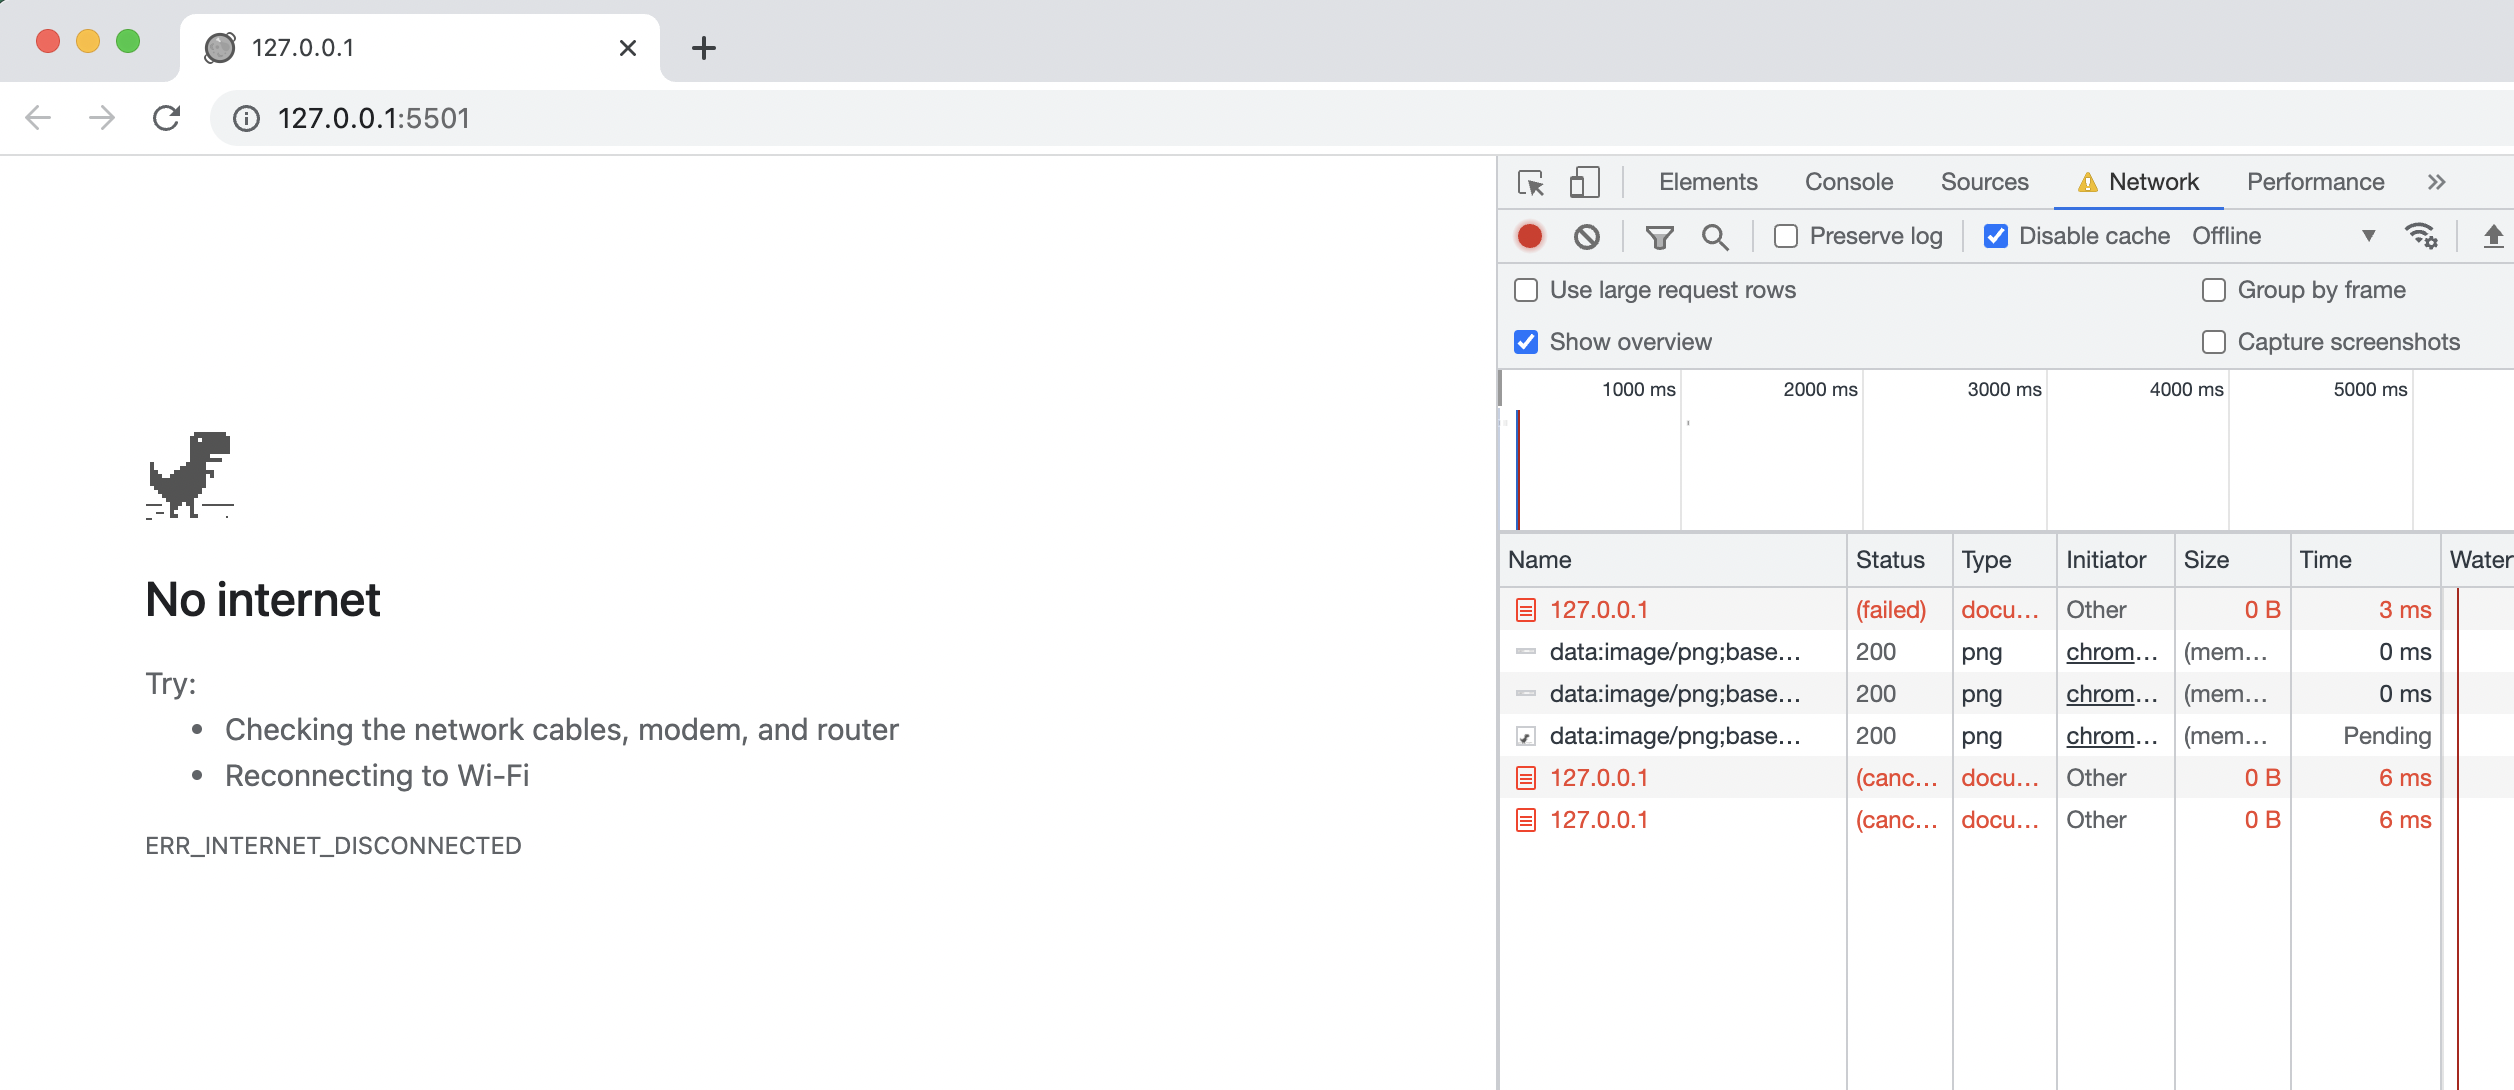 127.0.0.1
127.0.0.1:5501
Elements Console Sources Network Performance
Preserve log Disable cache Offline
Use large request rows Group by frame
Show overview Capture screenshots
1000 ms 2000 ms 3000 ms 4000 ms 5000 ms
Name Status Type Initiator Size Time Water
127.0.0.1 (failed) docu... Other 0 B 3 ms
data:image/png;base... 200 png chrom... (mem... 0 ms
data:image/png;base... 200 png chrom... (mem... 0 ms
data:image/png;base... 200 png chrom... (mem... Pending
127.0.0.1 (canc... docu... Other 0 B 6 ms
127.0.0.1 (canc... docu... Other 0 B 6 ms
No internet
Try:
• Checking the network cables, modem, and router
• Reconnecting to Wi-Fi
ERR_INTERNET_DISCONNECTED